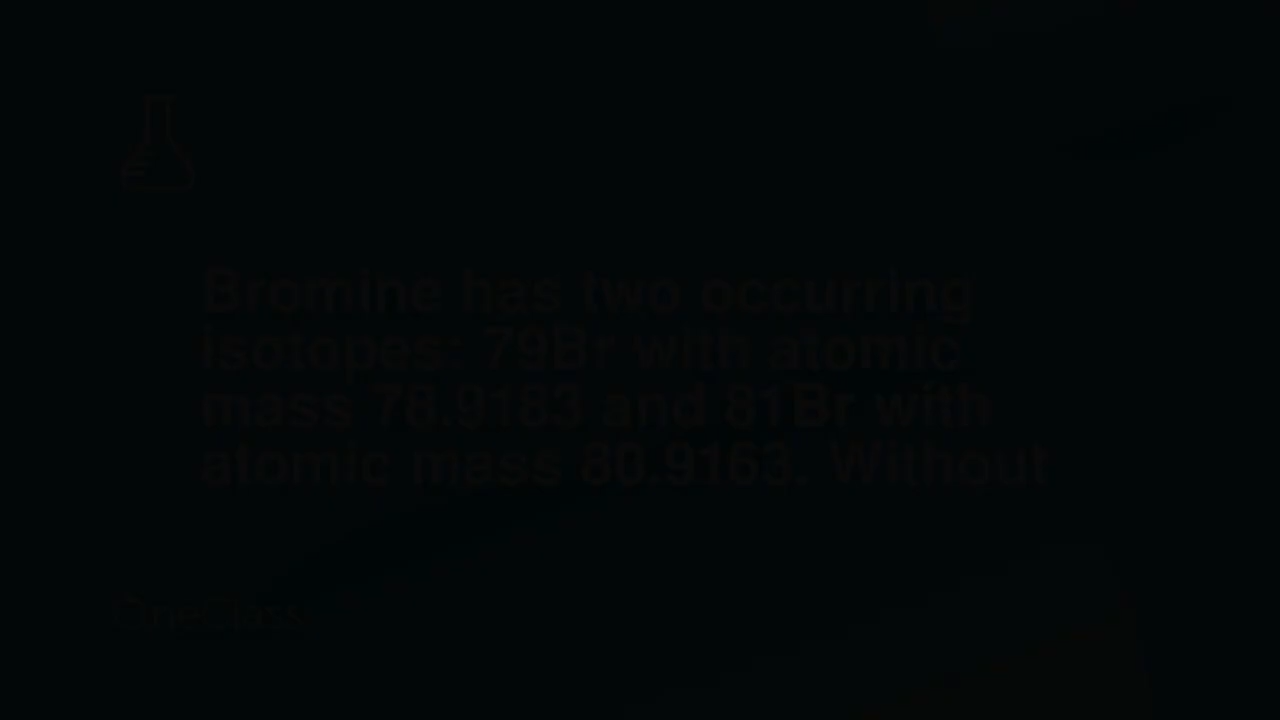 Bromine has two occurring
isotopes: 79Br with atomic
mass 78.9183 and 81Br with
atomic mass 80.9163. Without
OneClass